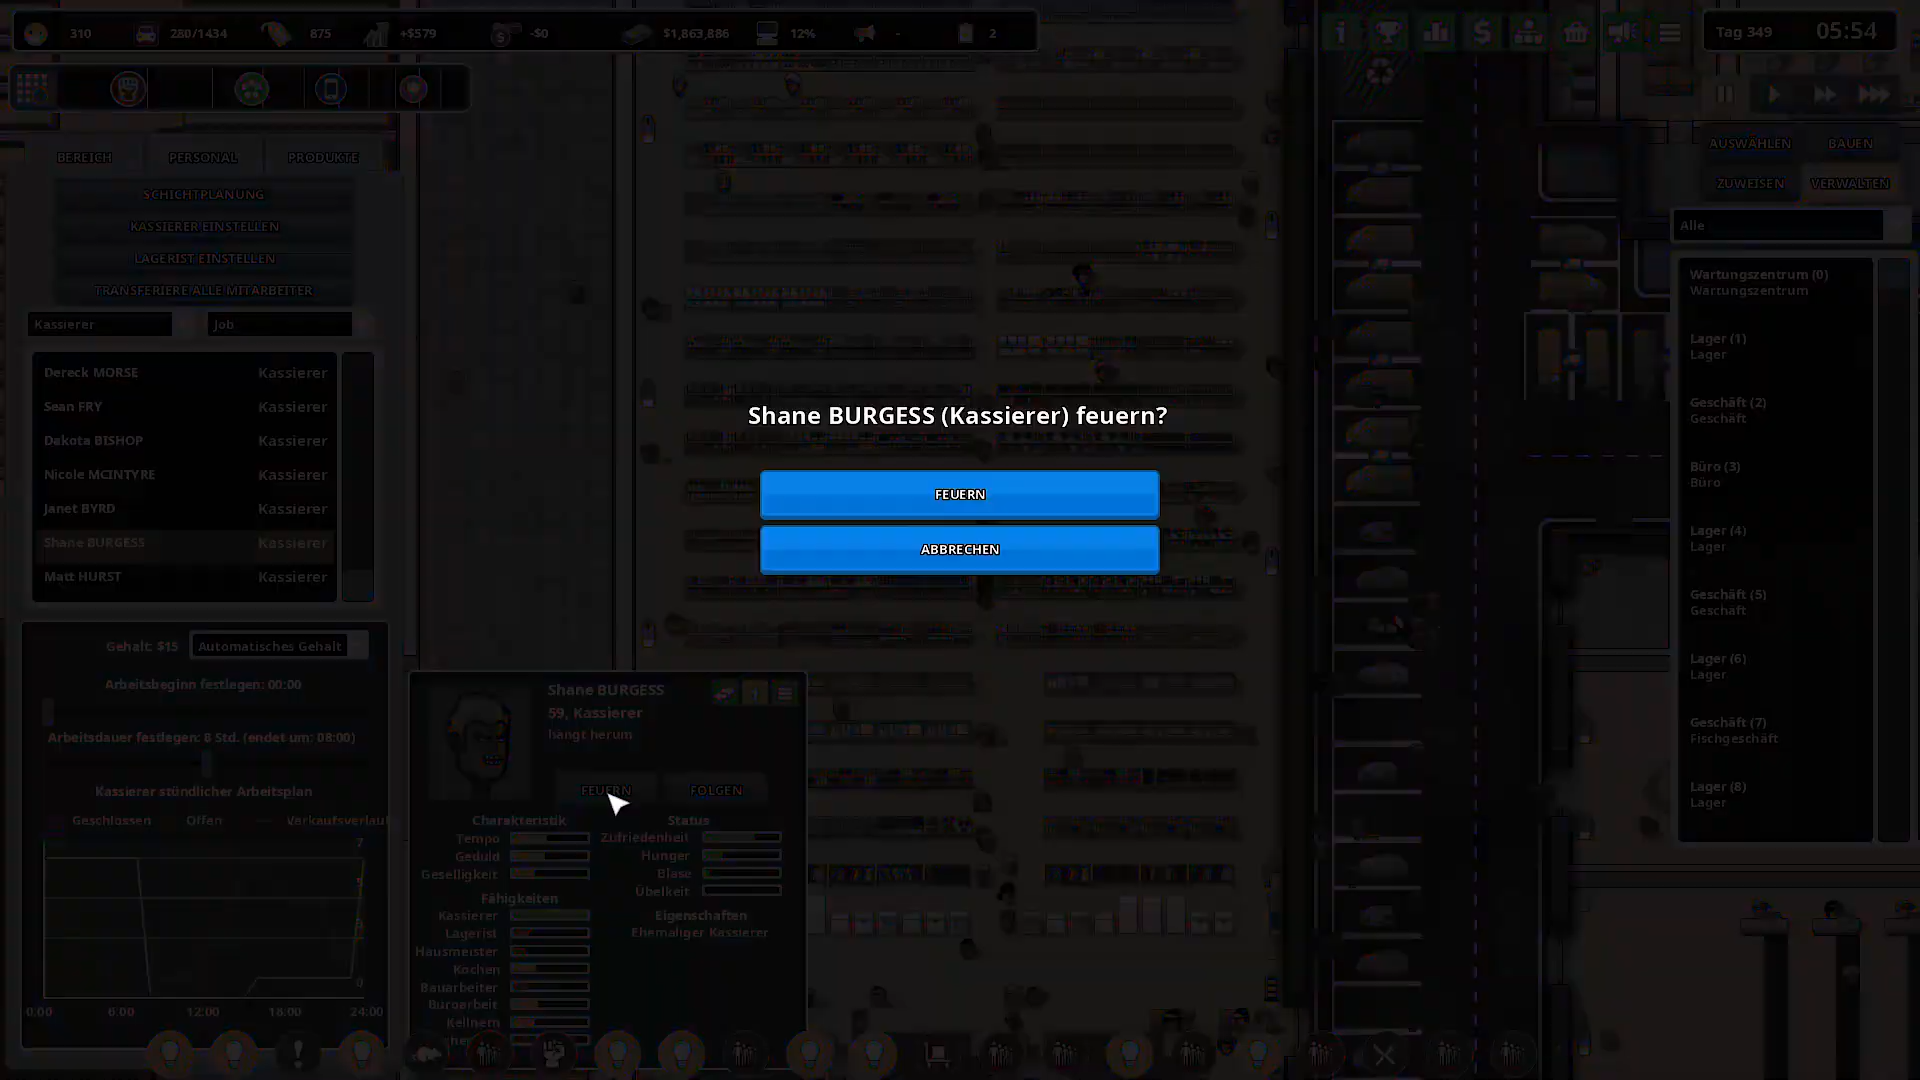 310 280/1434 875 +$579 -$0 $1,863,886 12% - 2
Tag 349 05:54
BEREICH PERSONAL PRODUKTE
SCHICHTPLANUNG
KASSIERER EINSTELLEN
LAGERIST EINSTELLEN
TRANSFERIERE ALLE MITARBEITER
Kassierer Job
Dereck MORSE Kassierer
Sean FRY Kassierer
Dakota BISHOP Kassierer
Nicole MCINTYRE Kassierer
Janet BYRD Kassierer
Shane BURGESS Kassierer
Matt HURST Kassierer
Gehalt: $15 Automatisches Gehalt
Arbeitsbeginn festlegen: 00:00
Arbeitsdauer festlegen: 8 Std. (endet um: 08:00)
Kassierer stündlicher Arbeitsplan
Geschlossen Offen Verkaufsverlauf
7
5
3
0
0:00 6:00 12:00 18:00 24:00
Shane BURGESS
59, Kassierer
hängt herum
FEUERN FOLGEN
Charakteristik
Tempo
Geduld
Geselligkeit
Fähigkeiten
Kassierer
Lagerist
Hausmeister
Kochen
Bauarbeiter
Büroarbeit
Kellnern
Status
Zufriedenheit
Hunger
Blase
Übelkeit
Eigenschaften
Ehemaliger Kassierer
Shane BURGESS (Kassierer) feuern?
FEUERN
ABBRECHEN
AUSWÄHLEN BAUEN
ZUWEISEN VERWALTEN
Alle
Wartungszentrum (0)
Wartungszentrum
Lager (1)
Lager
Geschäft (2)
Geschäft
Büro (3)
Büro
Lager (4)
Lager
Geschäft (5)
Geschäft
Lager (6)
Lager
Geschäft (7)
Fischgeschäft
Lager (8)
Lager